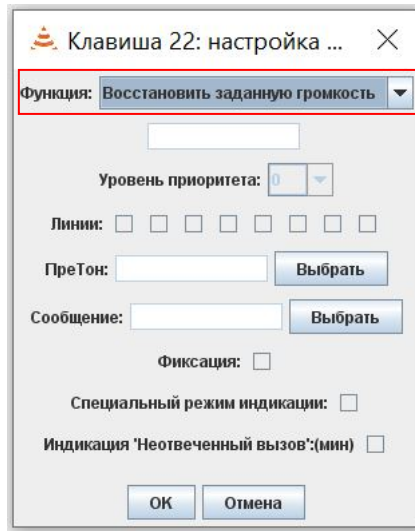 Клавиша 22: настройка ...
Функция: Восстановить заданную громкость
Уровень приоритета: 0
Линии:
ПреТон: Выбрать
Сообщение: Выбрать
Фиксация:
Специальный режим индикации:
Индикация 'Неотвеченный вызов':(мин)
ОК Отмена